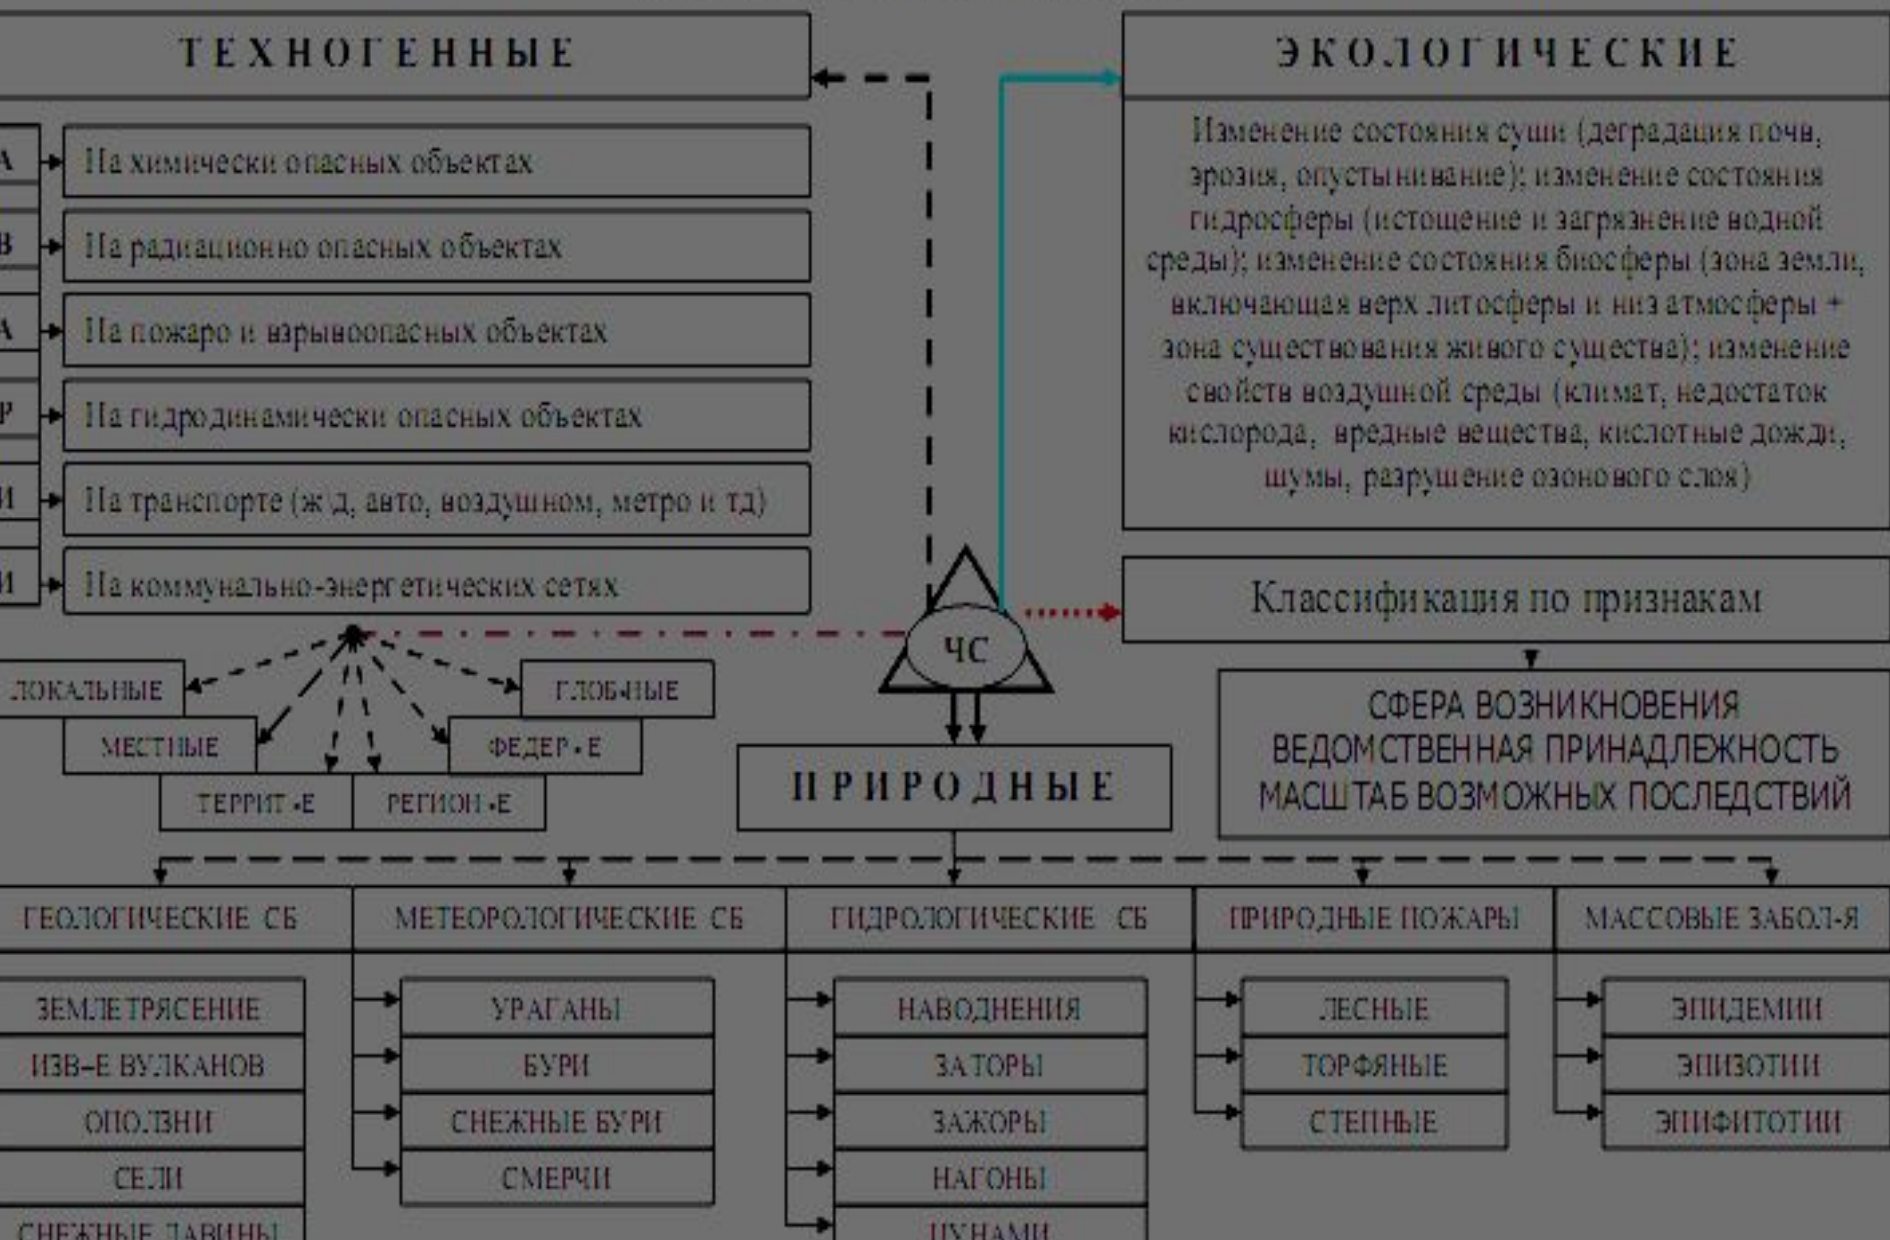 ТЕХНОГЕННЫЕ
А
На химически опасных объектах
В
На радиационно опасных объектах
А
На пожаро и взрывоопасных объектах
Р
На гидродинамически опасных объектах
И
На транспорте (ж\д, авто, воздушном, метро и тд)
И
На коммунально-энергетических сетях
ЭКОЛОГИЧЕСКИЕ
Изменение состояния суши (деградация почв,
эрозия, опустынивание); изменение состояния
гидросферы (истощение и загрязнение водной
среды); изменение состояния биосферы (зона земли,
включающая верх литосферы и низ атмосферы +
зона существования живого существа); изменение
свойств воздушной среды (климат, недостаток
кислорода, вредные вещества, кислотные дожди,
шумы, разрушение озонового слоя)
Классификация по признакам
СФЕРА ВОЗНИКНОВЕНИЯ
ВЕДОМСТВЕННАЯ ПРИНАДЛЕЖНОСТЬ
МАСШТАБ ВОЗМОЖНЫХ ПОСЛЕДСТВИЙ
ЧС
ЛОКАЛЬНЫЕ
МЕСТНЫЕ
ТЕРРИТ-Е
РЕГИОН-Е
ФЕДЕР-Е
ГЛОБ-НЫЕ
ПРИРОДНЫЕ
ГЕОЛОГИЧЕСКИЕ СБ
ЗЕМЛЕТРЯСЕНИЕ
ИЗВ–Е ВУЛКАНОВ
ОПОЛЗНИ
СЕЛИ
СНЕЖНЫЕ ЛАВИНЫ
МЕТЕОРОЛОГИЧЕСКИЕ СБ
УРАГАНЫ
БУРИ
СНЕЖНЫЕ БУРИ
СМЕРЧИ
ГИДРОЛОГИЧЕСКИЕ СБ
НАВОДНЕНИЯ
ЗАТОРЫ
ЗАЖОРЫ
НАГОНЫ
ЦУНАМИ
ПРИРОДНЫЕ ПОЖАРЫ
ЛЕСНЫЕ
ТОРФЯНЫЕ
СТЕПНЫЕ
МАССОВЫЕ ЗАБОЛ-Я
ЭПИДЕМИИ
ЭПИЗОТИИ
ЭПИФИТОТИИ